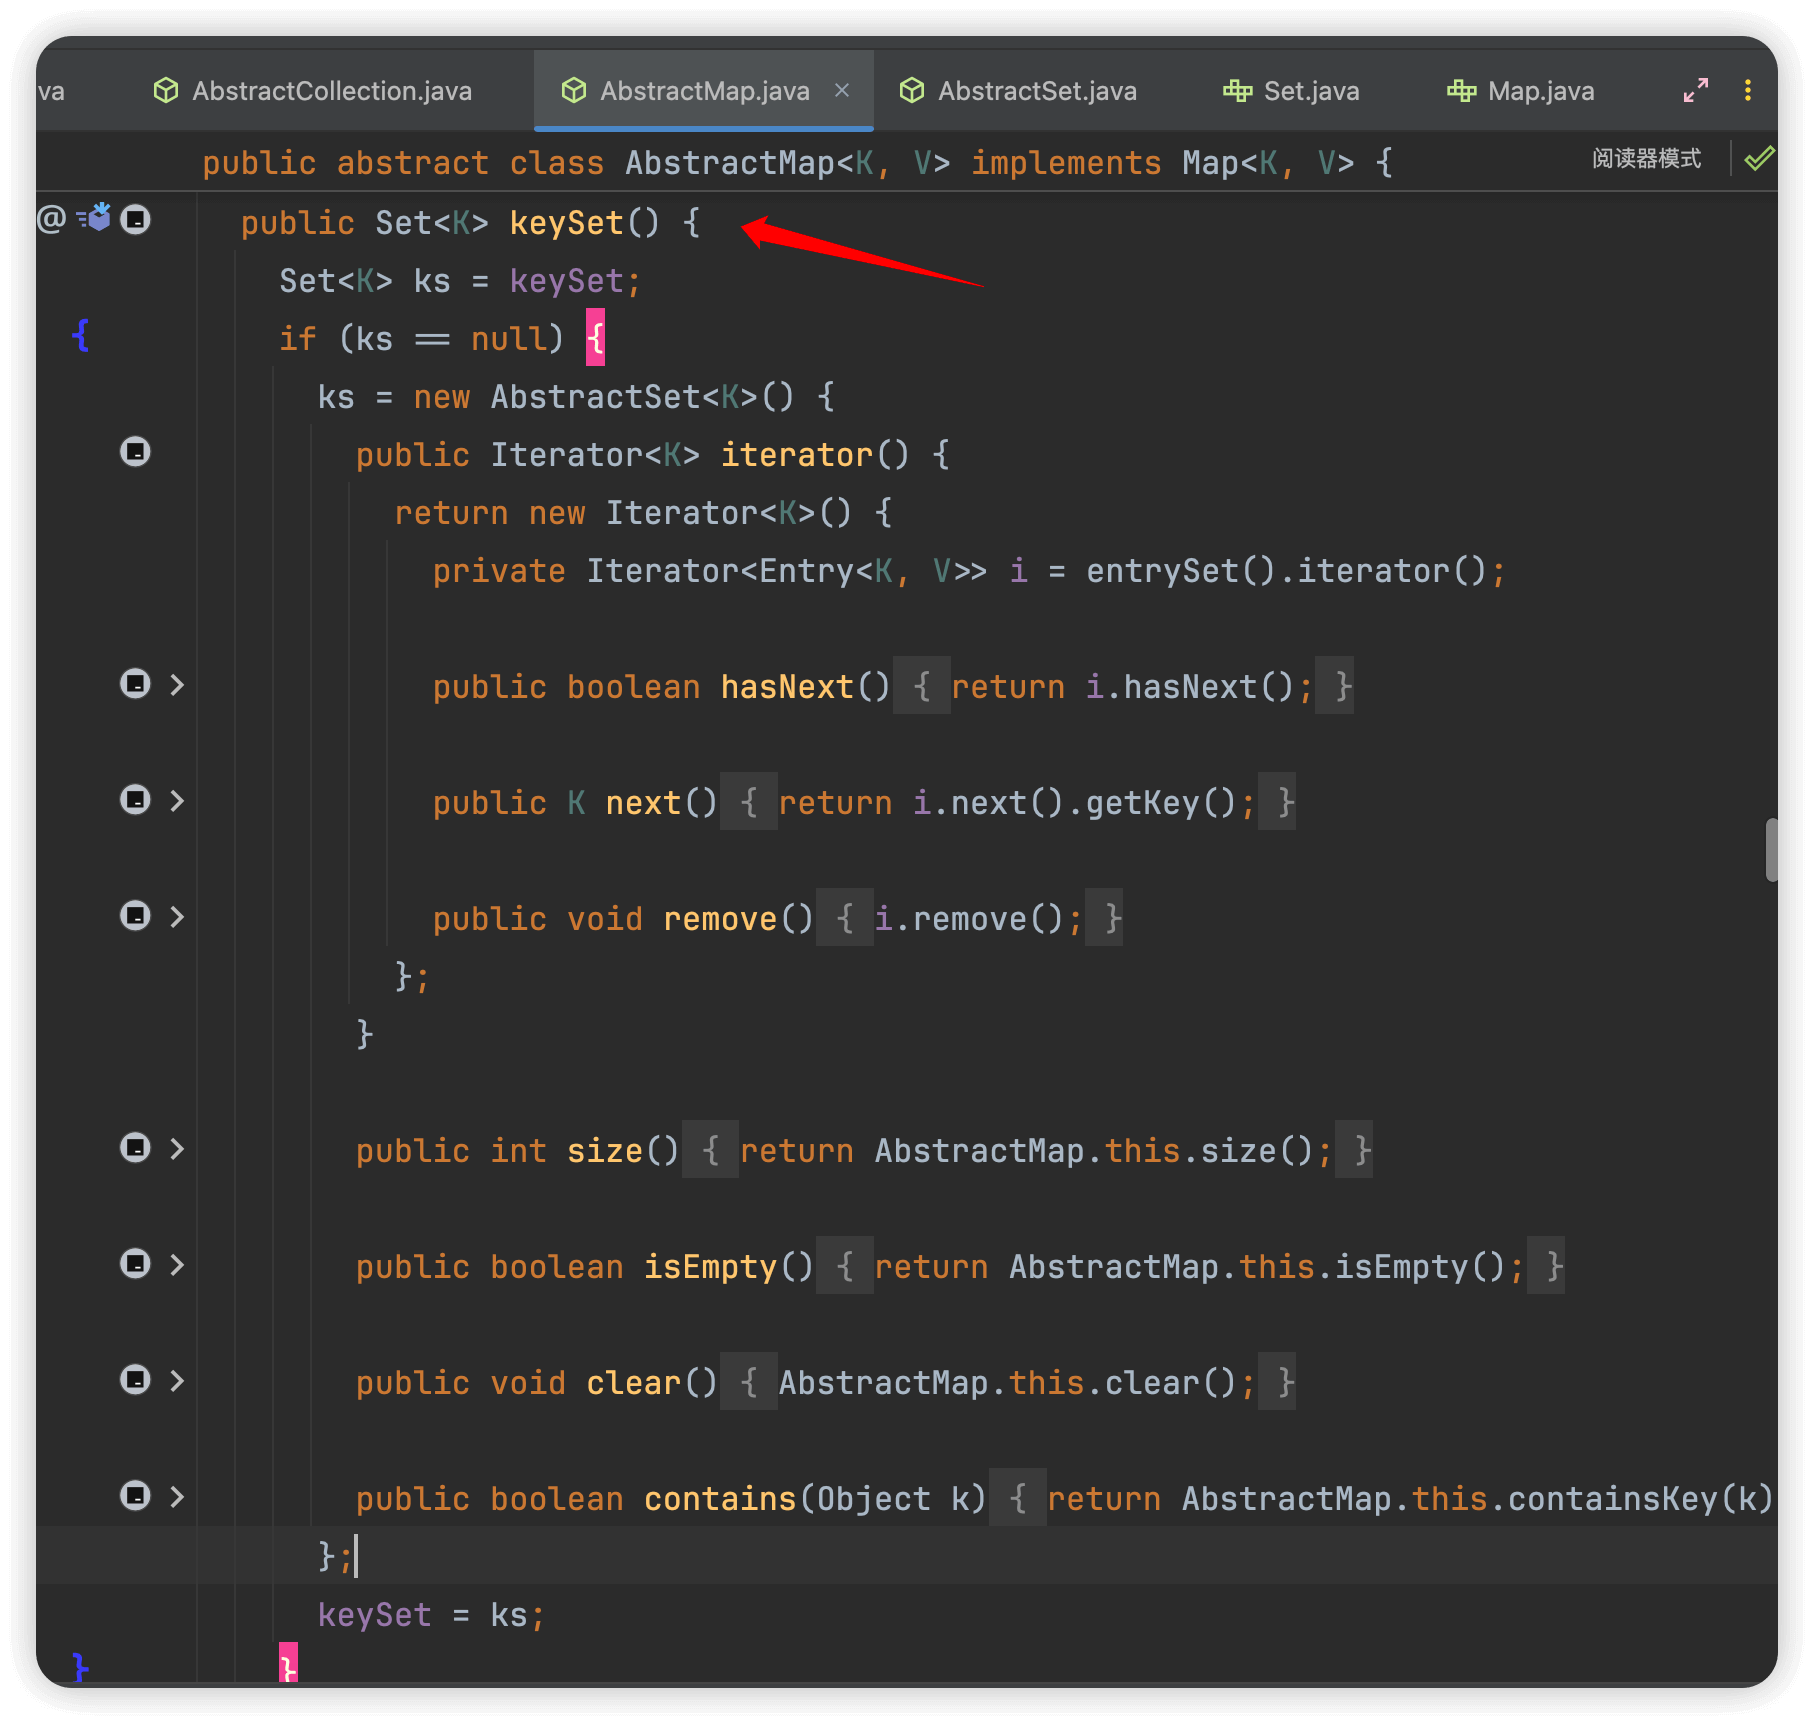 va AbstractCollection.java AbstractMap.java × AbstractSet.java Set.java Map.java
public abstract class AbstractMap<K, V> implements Map<K, V> { 阅读器模式
@ public Set<K> keySet() {
Set<K> ks = keySet;
{ if (ks == null) {
ks = new AbstractSet<K>() {
public Iterator<K> iterator() {
return new Iterator<K>() {
private Iterator<Entry<K, V>> i = entrySet().iterator();
public boolean hasNext() { return i.hasNext(); }
public K next() { return i.next().getKey(); }
public void remove() { i.remove(); }
};
}
public int size() { return AbstractMap.this.size(); }
public boolean isEmpty() { return AbstractMap.this.isEmpty(); }
public void clear() { AbstractMap.this.clear(); }
public boolean contains(Object k) { return AbstractMap.this.containsKey(k)
};
keySet = ks;
} }